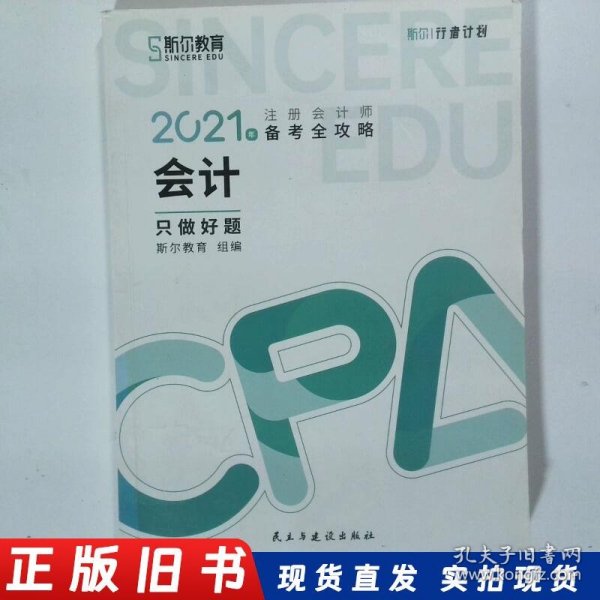 SINCERE
EDU
斯尔教育
SINCERE EDU
斯尔|行者计划
2021年
注册会计师
备考全攻略
会计
只做好题
斯尔教育 组编
CPA
民主与建设出版社
孔夫子旧书网
www.kongfz.com
正版旧书
现货直发 实拍现货